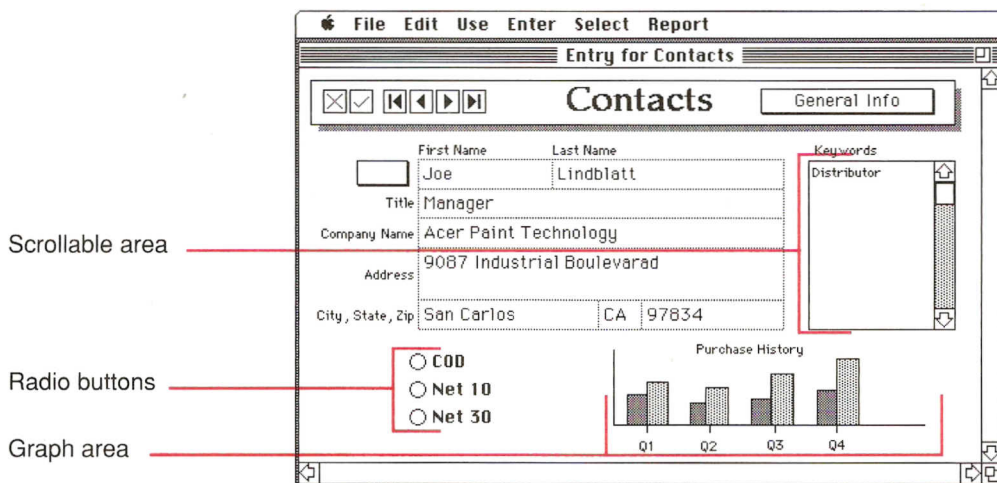 File Edit Use Enter Select Report
Entry for Contacts
Contacts
General Info
First Name Last Name
Keywords
Joe Lindblatt
Distributor
Title Manager
Company Name Acer Paint Technology
Scrollable area
Address 9087 Industrial Boulevarad
City, State, Zip San Carlos CA 97834
Purchase History
COD
Radio buttons
Net 10
Net 30
Graph area
Q1 Q2 Q3 Q4